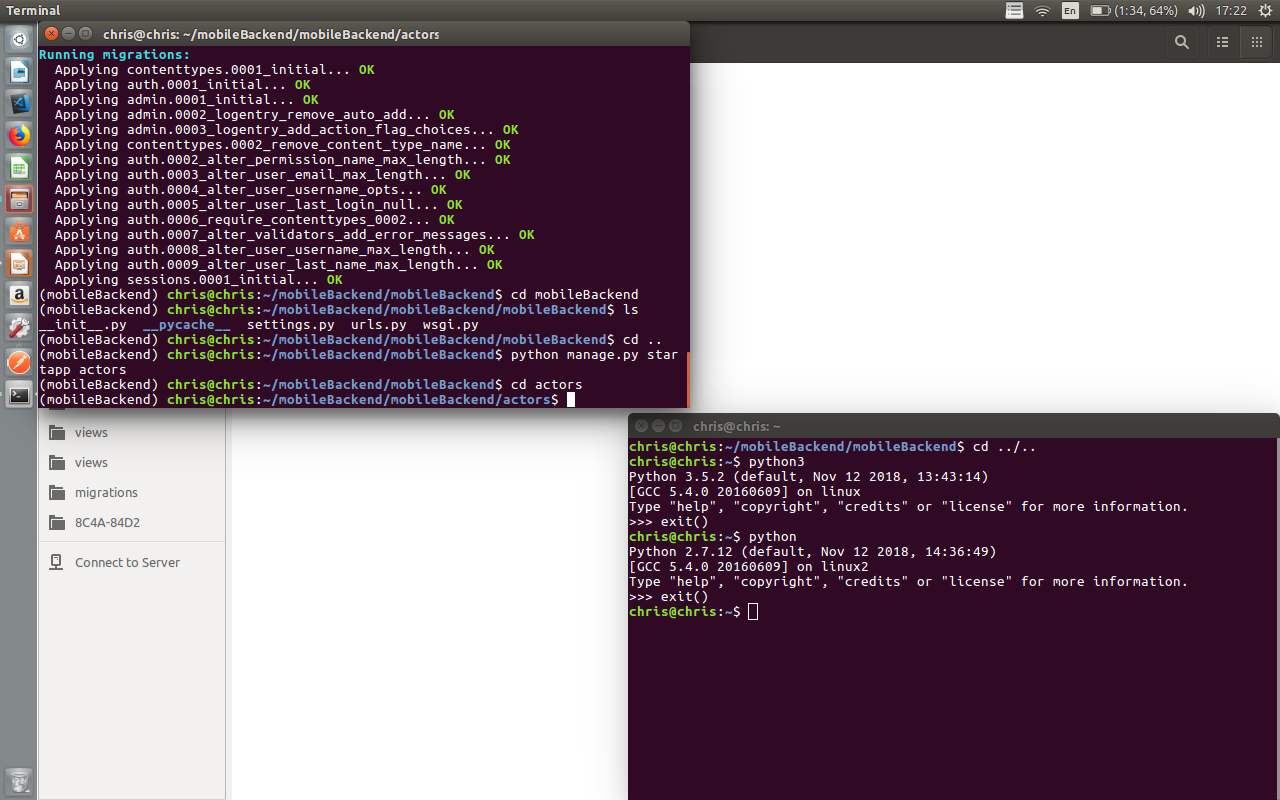 Terminal
En
(1:34, 64%)
17:22
chris@chris: ~/mobileBackend/mobileBackend/actors
Running migrations:
  Applying contenttypes.0001_initial... OK
  Applying auth.0001_initial... OK
  Applying admin.0001_initial... OK
  Applying admin.0002_logentry_remove_auto_add... OK
  Applying admin.0003_logentry_add_action_flag_choices... OK
  Applying contenttypes.0002_remove_content_type_name... OK
  Applying auth.0002_alter_permission_name_max_length... OK
  Applying auth.0003_alter_user_email_max_length... OK
  Applying auth.0004_alter_user_username_opts... OK
  Applying auth.0005_alter_user_last_login_null... OK
  Applying auth.0006_require_contenttypes_0002... OK
  Applying auth.0007_alter_validators_add_error_messages... OK
  Applying auth.0008_alter_user_username_max_length... OK
  Applying auth.0009_alter_user_last_name_max_length... OK
  Applying sessions.0001_initial... OK
(mobileBackend) chris@chris:~/mobileBackend/mobileBackend$ cd mobileBackend
(mobileBackend) chris@chris:~/mobileBackend/mobileBackend/mobileBackend$ ls
__init__.py  __pycache__  settings.py  urls.py  wsgi.py
(mobileBackend) chris@chris:~/mobileBackend/mobileBackend/mobileBackend$ cd ..
(mobileBackend) chris@chris:~/mobileBackend/mobileBackend$ python manage.py star
tapp actors
(mobileBackend) chris@chris:~/mobileBackend/mobileBackend$ cd actors
(mobileBackend) chris@chris:~/mobileBackend/mobileBackend/actors$
views
views
migrations
8C4A-84D2
Connect to Server
chris@chris: ~
chris@chris:~/mobileBackend/mobileBackend$ cd ../..
chris@chris:~$ python3
Python 3.5.2 (default, Nov 12 2018, 13:43:14)
[GCC 5.4.0 20160609] on linux
Type "help", "copyright", "credits" or "license" for more information.
>>> exit()
chris@chris:~$ python
Python 2.7.12 (default, Nov 12 2018, 14:36:49)
[GCC 5.4.0 20160609] on linux2
Type "help", "copyright", "credits" or "license" for more information.
>>> exit()
chris@chris:~$